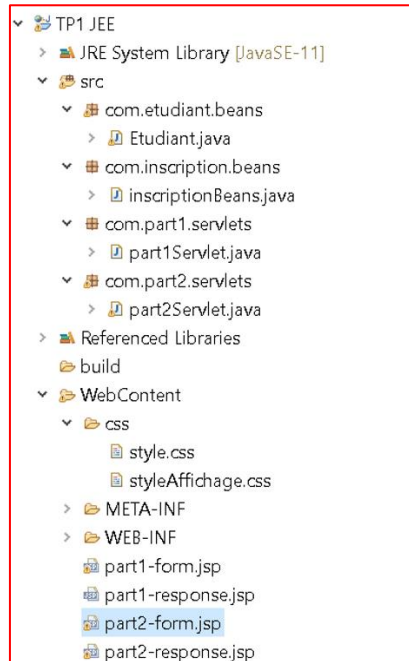 TP1 JEE
JRE System Library [JavaSE-11]
src
com.etudiant.beans
Etudiant.java
com.inscription.beans
inscriptionBeans.java
com.part1.servlets
part1Servlet.java
com.part2.servlets
part2Servlet.java
Referenced Libraries
build
WebContent
css
style.css
styleAffichage.css
META-INF
WEB-INF
part1-form.jsp
part1-response.jsp
part2-form.jsp
part2-response.jsp